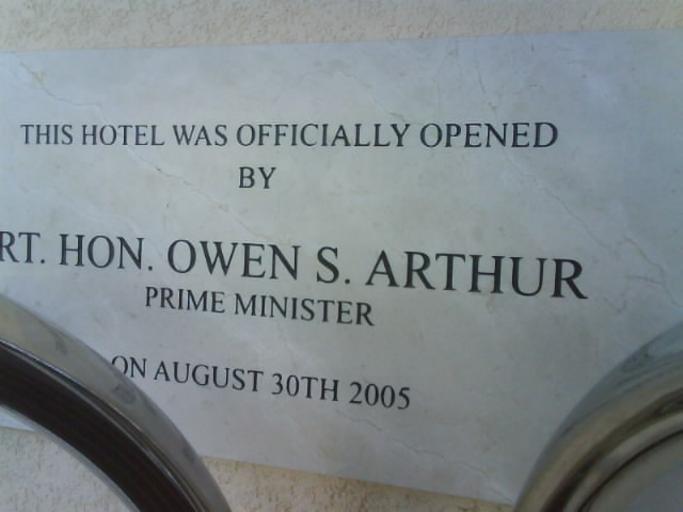 THIS HOTEL WAS OFFICIALLY OPENED
BY
RT. HON. OWEN S. ARTHUR
PRIME MINISTER
ON AUGUST 30TH 2005